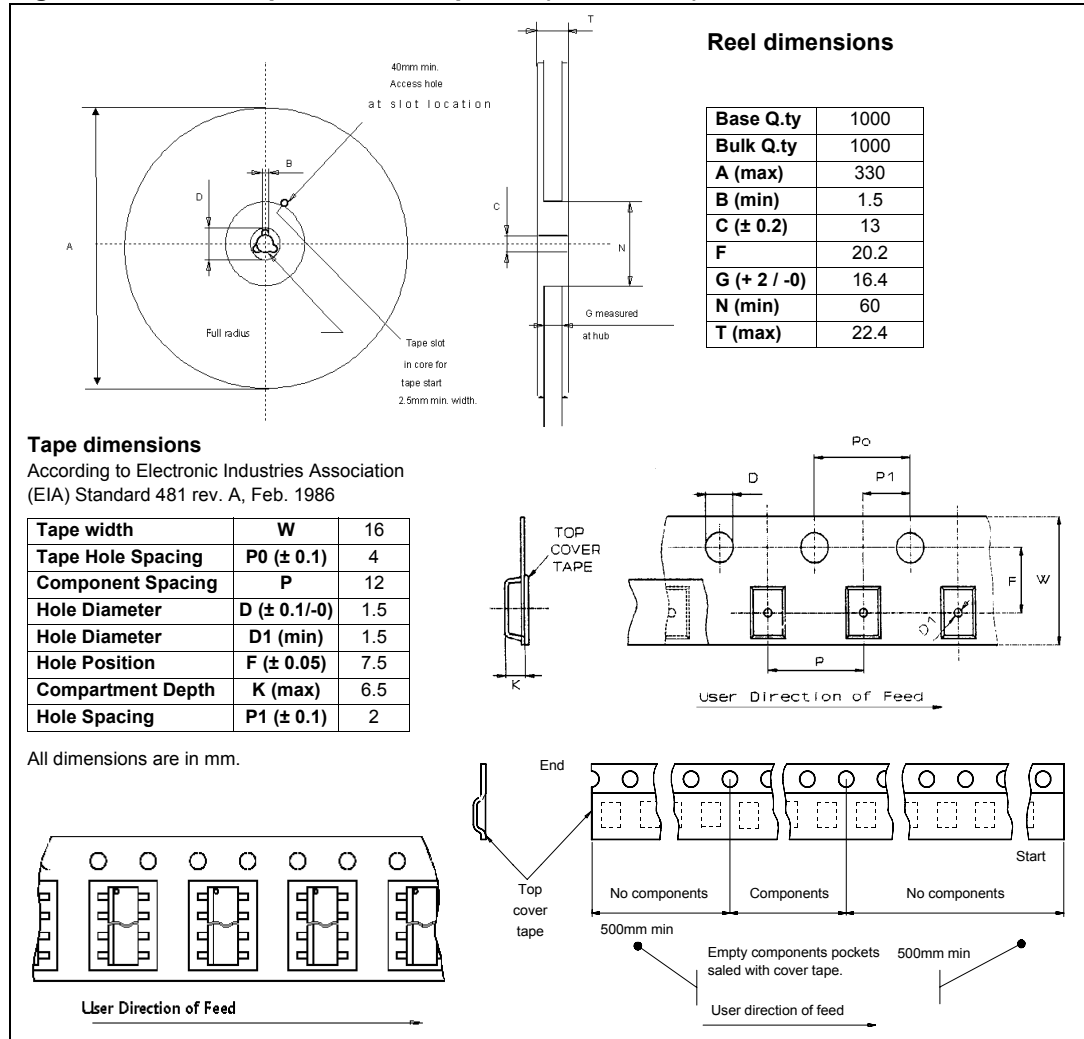 Reel dimensions
T
40mm min.
Access hole
at slot location
B
D
A
C
N
Full radius
Tape slot
in core for
tape start
2.5mm min. width.
G measured
at hub
Base Q.ty 1000
Bulk Q.ty 1000
A (max) 330
B (min) 1.5
C (± 0.2) 13
F 20.2
G (+ 2 / -0) 16.4
N (min) 60
T (max) 22.4
Tape dimensions
According to Electronic Industries Association
(EIA) Standard 481 rev. A, Feb. 1986
Tape width W 16
Tape Hole Spacing P0 (± 0.1) 4
Component Spacing P 12
Hole Diameter D (± 0.1/-0) 1.5
Hole Diameter D1 (min) 1.5
Hole Position F (± 0.05) 7.5
Compartment Depth K (max) 6.5
Hole Spacing P1 (± 0.1) 2
All dimensions are in mm.
Po
D
P1
TOP
COVER
TAPE
F
W
D1
K
P
User Direction of Feed
End
Start
Top
cover
tape
No components
Components
No components
500mm min
Empty components pockets
saled with cover tape.
500mm min
User direction of feed
User Direction of Feed